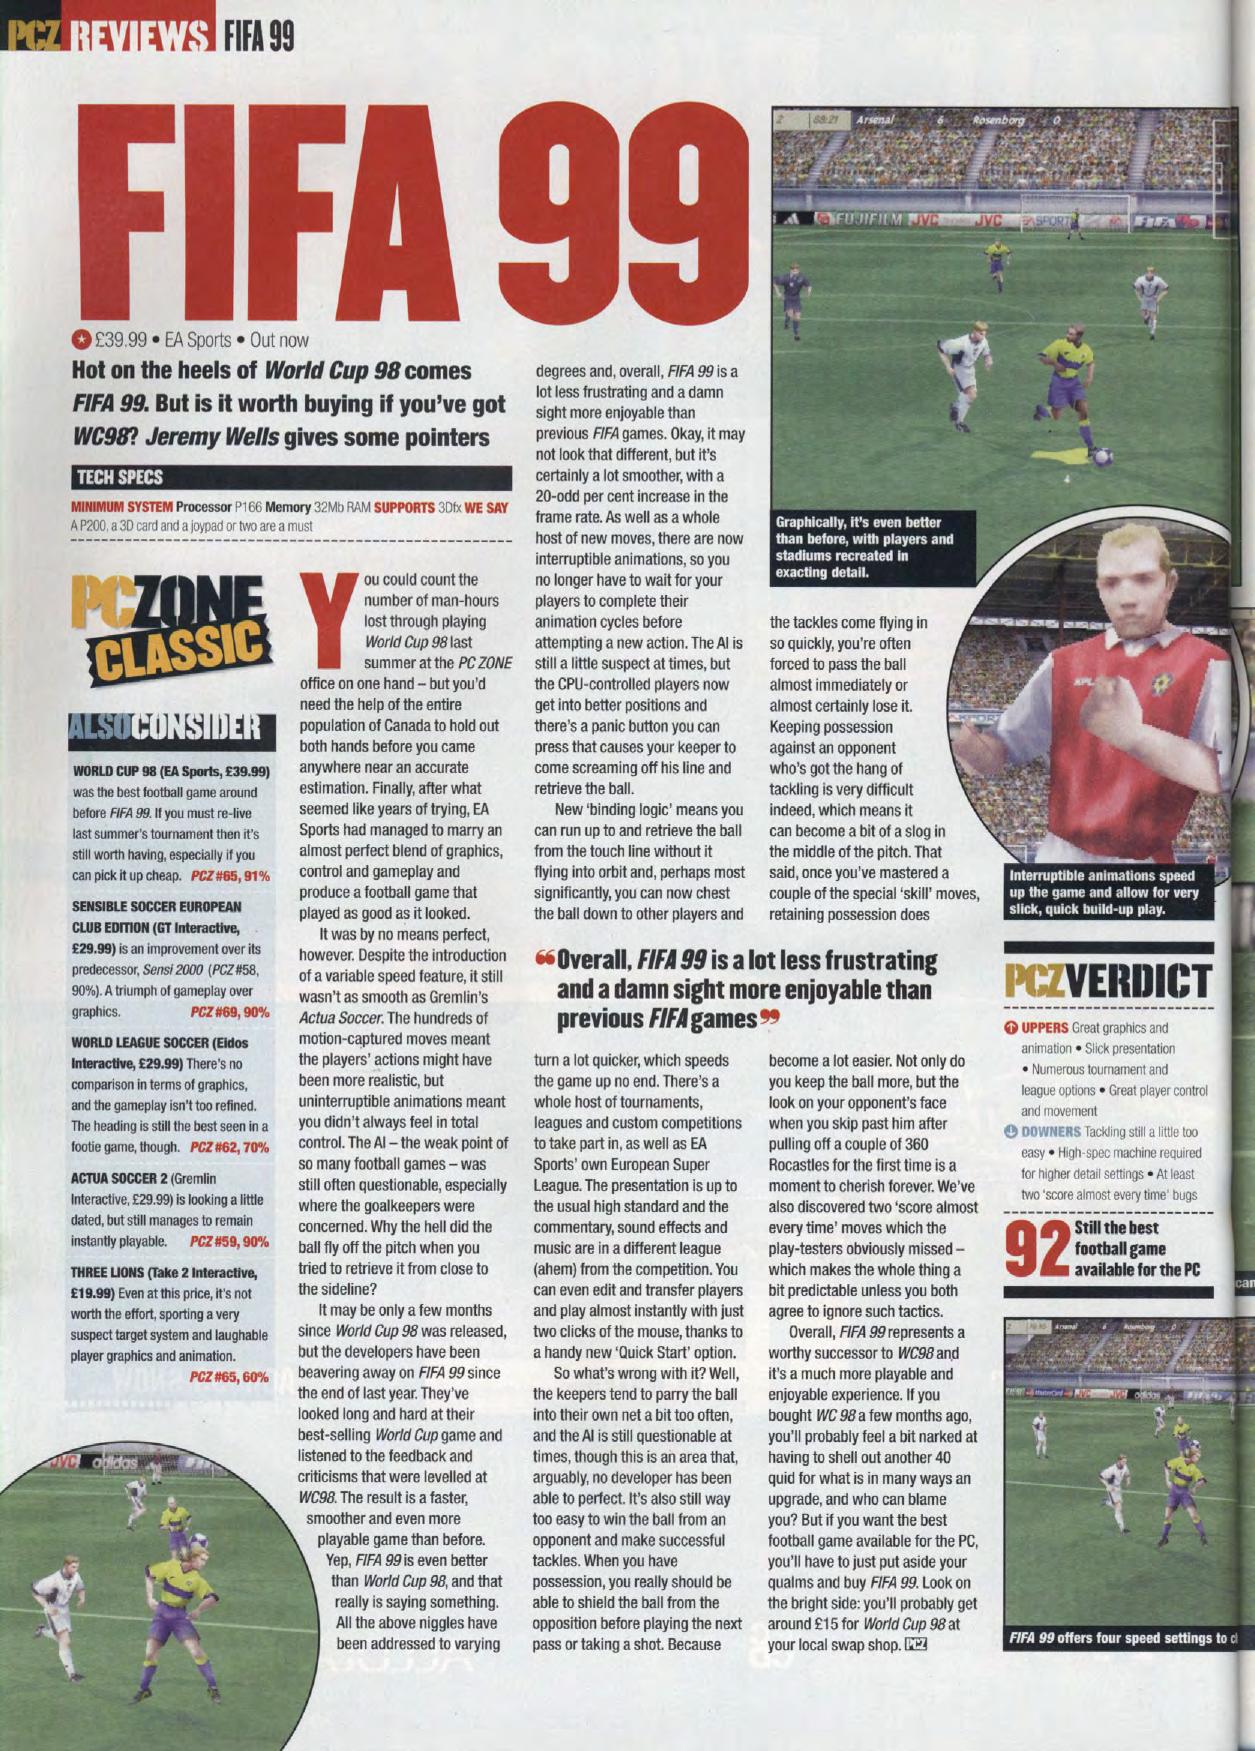 PCZ REVIEWS FIFA 99
FIFA 99
£39.99 • EA Sports • Out now
Hot on the heels of World Cup 98 comes
FIFA 99. But is it worth buying if you've got
WC98? Jeremy Wells gives some pointers
TECH SPECS
MINIMUM SYSTEM Processor P166 Memory 32Mb RAM SUPPORTS 3Dfx WE SAY
A P200, a 3D card and a joypad or two are a must
PCZONE
CLASSIC
ALSO CONSIDER
WORLD CUP 98 (EA Sports, £39.99)
was the best football game around
before FIFA 99. If you must re-live
last summer's tournament then it's
still worth having, especially if you
can pick it up cheap. PCZ #65, 91%
SENSIBLE SOCCER EUROPEAN
CLUB EDITION (GT Interactive,
£29.99) is an improvement over its
predecessor, Sensi 2000 (PCZ #58,
90%). A triumph of gameplay over
graphics. PCZ #69, 90%
WORLD LEAGUE SOCCER (Eidos
Interactive, £29.99) There's no
comparison in terms of graphics,
and the gameplay isn't too refined.
The heading is still the best seen in a
footie game, though. PCZ #62, 70%
ACTUA SOCCER 2 (Gremlin
Interactive, £29.99) is looking a little
dated, but still manages to remain
instantly playable. PCZ #59, 90%
THREE LIONS (Take 2 Interactive,
£19.99) Even at this price, it's not
worth the effort, sporting a very
suspect target system and laughable
player graphics and animation.
PCZ #65, 60%
JVC adidas
You could count the
number of man-hours
lost through playing
World Cup 98 last
summer at the PC ZONE
office on one hand – but you'd
need the help of the entire
population of Canada to hold out
both hands before you came
anywhere near an accurate
estimation. Finally, after what
seemed like years of trying, EA
Sports had managed to marry an
almost perfect blend of graphics,
control and gameplay and
produce a football game that
played as good as it looked.
It was by no means perfect,
however. Despite the introduction
of a variable speed feature, it still
wasn't as smooth as Gremlin's
Actua Soccer. The hundreds of
motion-captured moves meant
the players' actions might have
been more realistic, but
uninterruptible animations meant
you didn't always feel in total
control. The AI – the weak point of
so many football games – was
still often questionable, especially
where the goalkeepers were
concerned. Why the hell did the
ball fly off the pitch when you
tried to retrieve it from close to
the sideline?
It may be only a few months
since World Cup 98 was released,
but the developers have been
beavering away on FIFA 99 since
the end of last year. They've
looked long and hard at their
best-selling World Cup game and
listened to the feedback and
criticisms that were levelled at
WC98. The result is a faster,
smoother and even more
playable game than before.
Yep, FIFA 99 is even better
than World Cup 98, and that
really is saying something.
All the above niggles have
been addressed to varying
degrees and, overall, FIFA 99 is a
lot less frustrating and a damn
sight more enjoyable than
previous FIFA games. Okay, it may
not look that different, but it's
certainly a lot smoother, with a
20-odd per cent increase in the
frame rate. As well as a whole
host of new moves, there are now
interruptible animations, so you
no longer have to wait for your
players to complete their
animation cycles before
attempting a new action. The AI is
still a little suspect at times, but
the CPU-controlled players now
get into better positions and
there's a panic button you can
press that causes your keeper to
come screaming off his line and
retrieve the ball.
New 'binding logic' means you
can run up to and retrieve the ball
from the touch line without it
flying into orbit and, perhaps most
significantly, you can now chest
the ball down to other players and
“Overall, FIFA 99 is a lot less frustrating
and a damn sight more enjoyable than
previous FIFA games”
turn a lot quicker, which speeds
the game up no end. There's a
whole host of tournaments,
leagues and custom competitions
to take part in, as well as EA
Sports' own European Super
League. The presentation is up to
the usual high standard and the
commentary, sound effects and
music are in a different league
(ahem) from the competition. You
can even edit and transfer players
and play almost instantly with just
two clicks of the mouse, thanks to
a handy new 'Quick Start' option.
So what's wrong with it? Well,
the keepers tend to parry the ball
into their own net a bit too often,
and the AI is still questionable at
times, though this is an area that,
arguably, no developer has been
able to perfect. It's also still way
too easy to win the ball from an
opponent and make successful
tackles. When you have
possession, you really should be
able to shield the ball from the
opposition before playing the next
pass or taking a shot. Because
2 88:21 Arsenal 6 Rosenborg 0
FUJIFILM JVC JVC EA SPORTS FIFA
Graphically, it's even better
than before, with players and
stadiums recreated in
exacting detail.
the tackles come flying in
so quickly, you're often
forced to pass the ball
almost immediately or
almost certainly lose it.
Keeping possession
against an opponent
who's got the hang of
tackling is very difficult
indeed, which means it
can become a bit of a slog in
the middle of the pitch. That
said, once you've mastered a
couple of the special 'skill' moves,
retaining possession does
become a lot easier. Not only do
you keep the ball more, but the
look on your opponent's face
when you skip past him after
pulling off a couple of 360
Rocastles for the first time is a
moment to cherish forever. We've
also discovered two 'score almost
every time' moves which the
play-testers obviously missed –
which makes the whole thing a
bit predictable unless you both
agree to ignore such tactics.
Overall, FIFA 99 represents a
worthy successor to WC98 and
it's a much more playable and
enjoyable experience. If you
bought WC 98 a few months ago,
you'll probably feel a bit narked at
having to shell out another 40
quid for what is in many ways an
upgrade, and who can blame
you? But if you want the best
football game available for the PC,
you'll have to just put aside your
qualms and buy FIFA 99. Look on
the bright side: you'll probably get
around £15 for World Cup 98 at
your local swap shop. PCZ
Interruptible animations speed
up the game and allow for very
slick, quick build-up play.
PCZVERDICT
UPPERS Great graphics and
animation • Slick presentation
• Numerous tournament and
league options • Great player control
and movement
DOWNERS Tackling still a little too
easy • High-spec machine required
for higher detail settings • At least
two 'score almost every time' bugs
92 Still the best
football game
available for the PC
Arsenal 6 Rosenborg
MasterCard JVC adidas
FIFA 99 offers four speed settings to